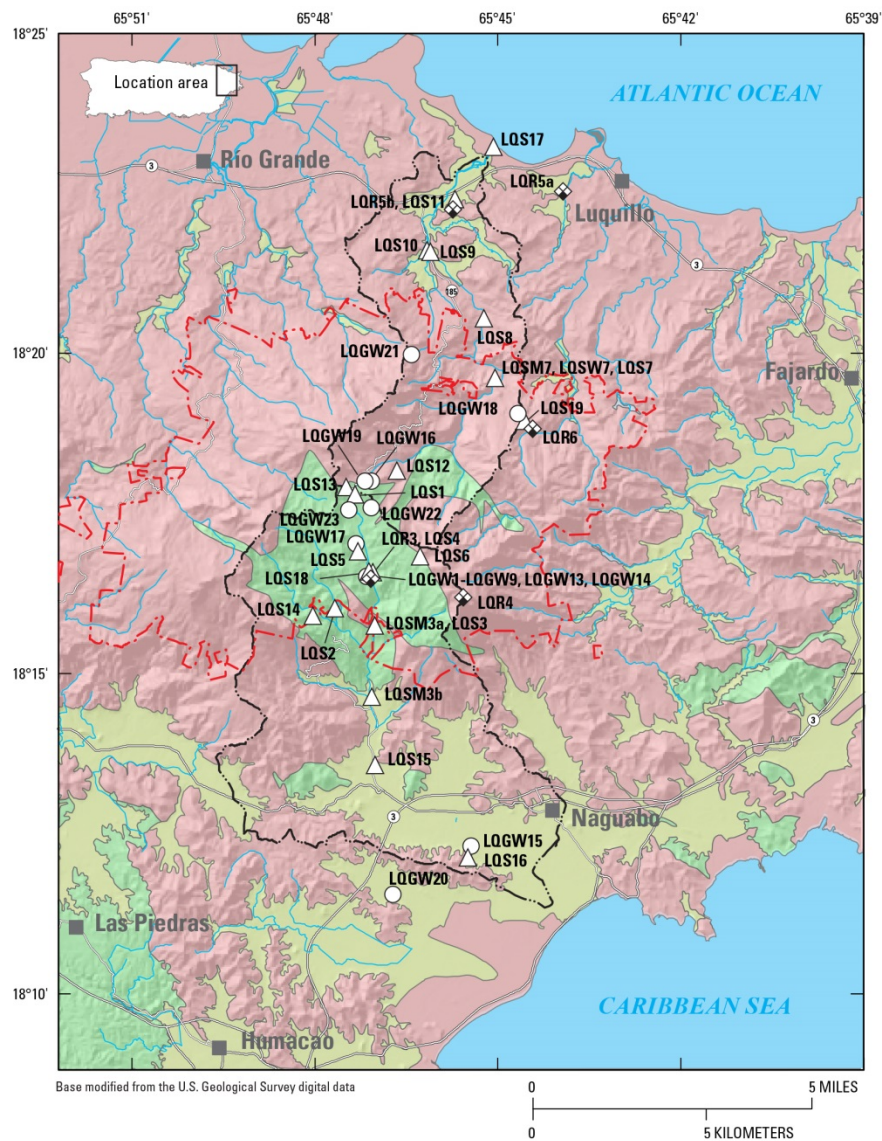 65°51'
65°48'
65°45'
65°42'
65°39'
18°25'
Location area
ATLANTIC OCEAN
LQS17
3
Río Grande
LQR5a
LQR5b, LQS11
Luquillo
LQS10
LQS9
3
185
LQS8
18°20'
LQGW21
LQSM7, LQSW7, LQS7
Fajardo
LQGW18
LQS19
LQGW19
LQGW16
LQR6
LQS12
LQS13
LQS1
LQGW23
LQGW22
LQGW17
LQR3, LQS4
LQS5
LQS6
LQS18
LQGW1-LQGW9, LQGW13, LQGW14
LQR4
LQS14
LQSM3a, LQS3
LQS2
18°15'
LQSM3b
3
LQS15
3
Naguabo
LQGW15
LQS16
LQGW20
Las Piedras
18°10'
CARIBBEAN SEA
Humacao
Base modified from the U.S. Geological Survey digital data
0
5 MILES
0
5 KILOMETERS